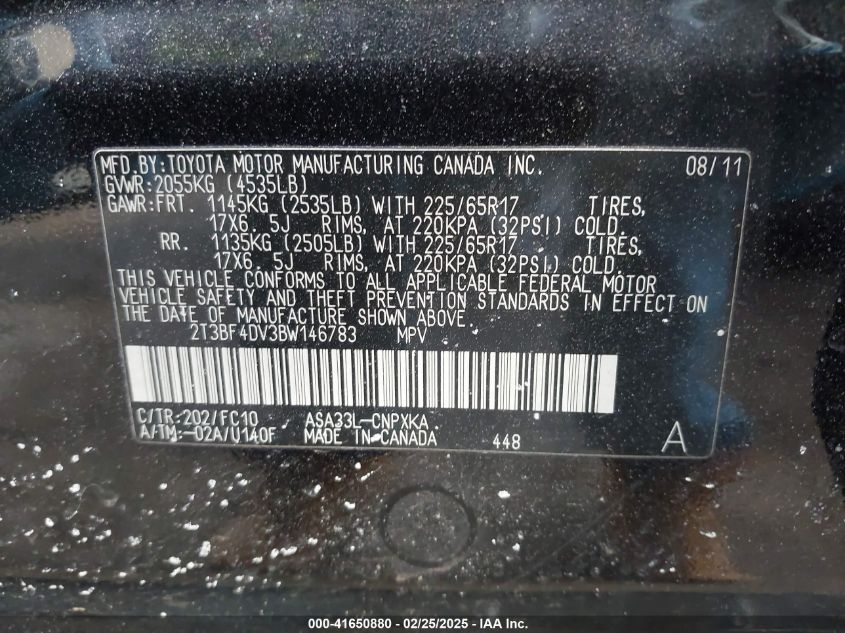 MFD.BY:TOYOTA MOTOR MANUFACTURING CANADA INC. 08/11
GVWR:2055KG (4535LB)
GAWR:FRT. 1145KG (2535LB) WITH 225/65R17 TIRES,
17X6. 5J RIMS, AT 220KPA (32PSI) COLD.
RR. 1135KG (2505LB) WITH 225/65R17 TIRES,
17X6. 5J RIMS, AT 220KPA (32PSI) COLD.
THIS VEHICLE CONFORMS TO ALL APPLICABLE FEDERAL MOTOR
VEHICLE SAFETY AND THEFT PREVENTION STANDARDS IN EFFECT ON
THE DATE OF MANUFACTURE SHOWN ABOVE.
2T3BF4DV3BW146783 MPV
C/TR:202/FC10 ASA33L-CNPXKA
A/TM:-02A/U140F MADE IN CANADA 448 A
000-41650880 - 02/25/2025 - IAA Inc.